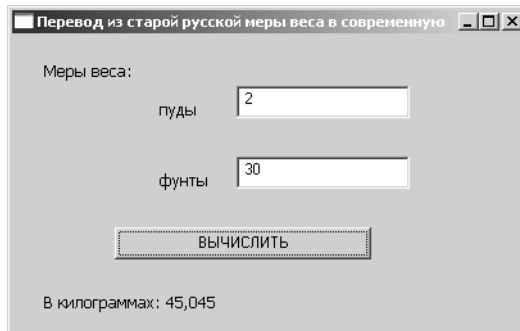 Перевод из старой русской меры веса в современную
Меры веса:
пуды 2
фунты 30
ВЫЧИСЛИТЬ
В килограммах: 45,045